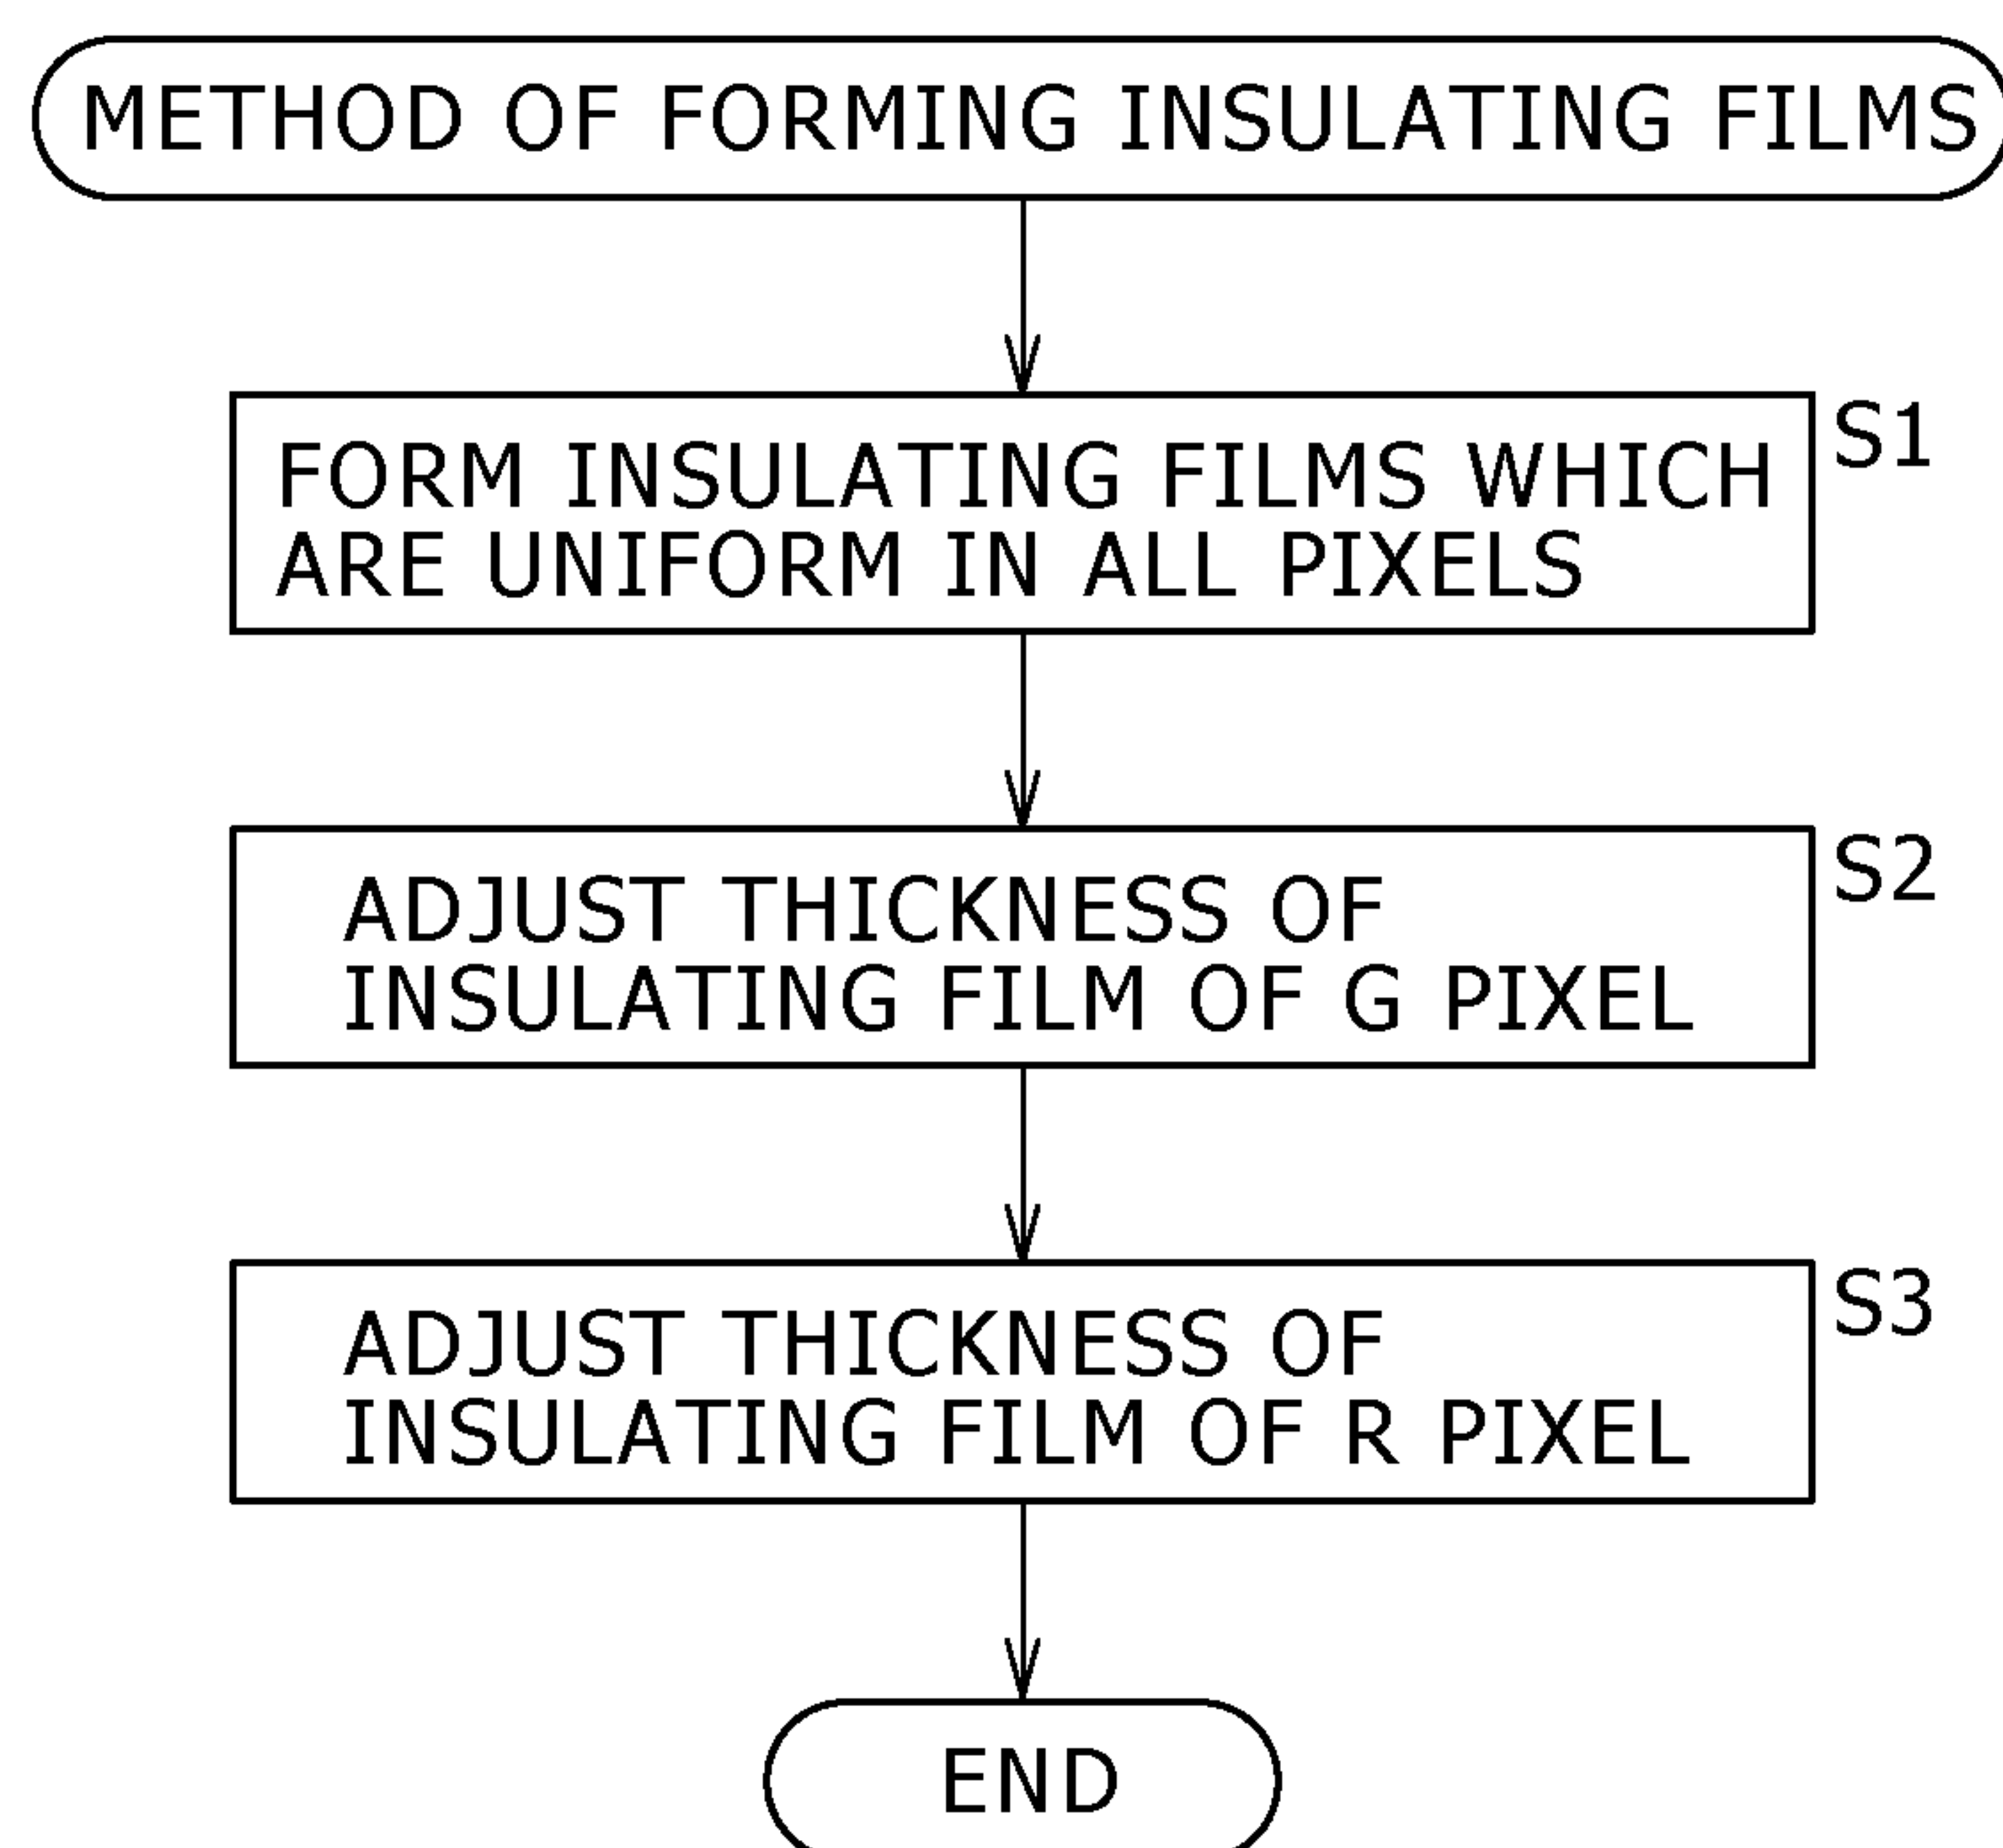 METHOD OF FORMING INSULATING FILMS
S1
FORM INSULATING FILMS WHICH
ARE UNIFORM IN ALL PIXELS
S2
ADJUST THICKNESS OF
INSULATING FILM OF G PIXEL
S3
ADJUST THICKNESS OF
INSULATING FILM OF R PIXEL
END